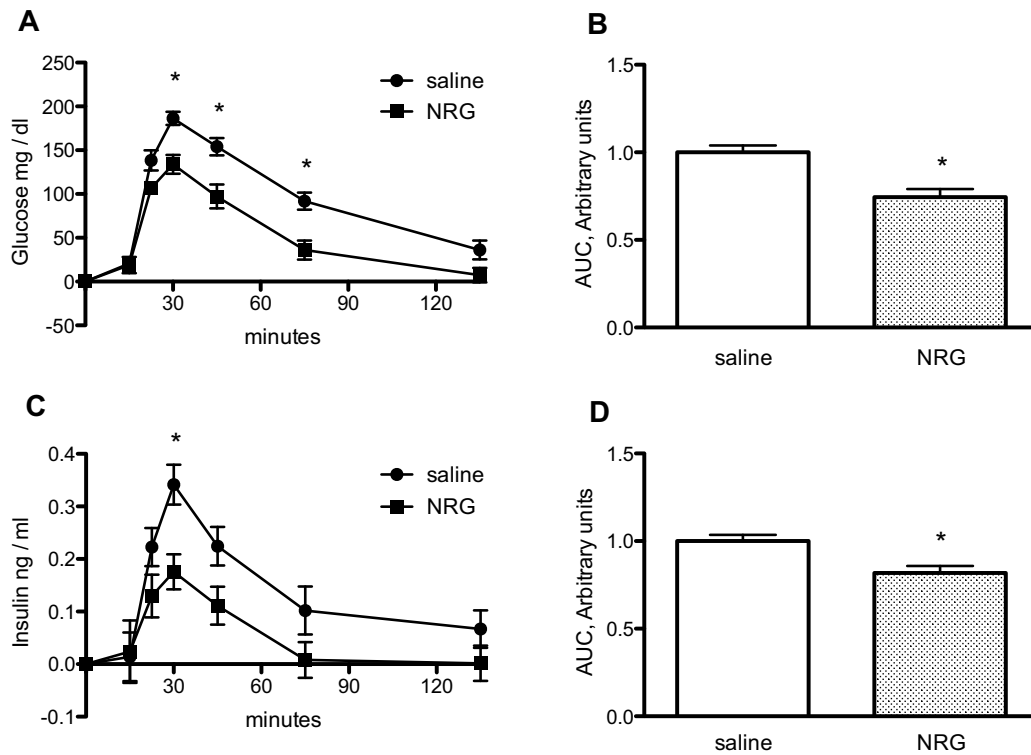 A
Glucose mg / dl
250
200
150
100
50
0
-50
* * *
saline
NRG
30 60 90 120
minutes
B
AUC, Arbitrary units
1.5
1.0
0.5
0.0
*
saline NRG
C
Insulin ng / ml
0.4
0.3
0.2
0.1
0.0
-0.1
*
saline
NRG
30 60 90 120
minutes
D
AUC, Arbitrary units
1.5
1.0
0.5
0.0
*
saline NRG